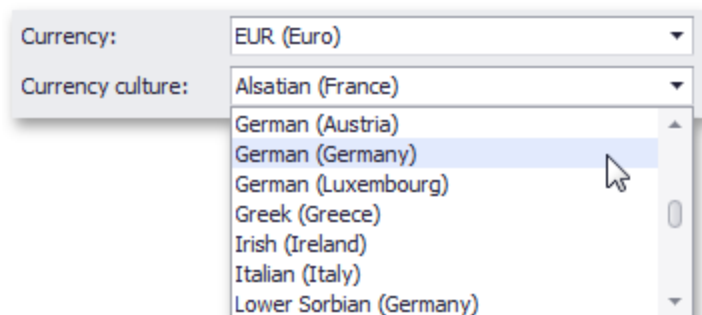 Currency: EUR (Euro)
Currency culture: Alsatian (France)
German (Austria)
German (Germany)
German (Luxembourg)
Greek (Greece)
Irish (Ireland)
Italian (Italy)
Lower Sorbian (Germany)